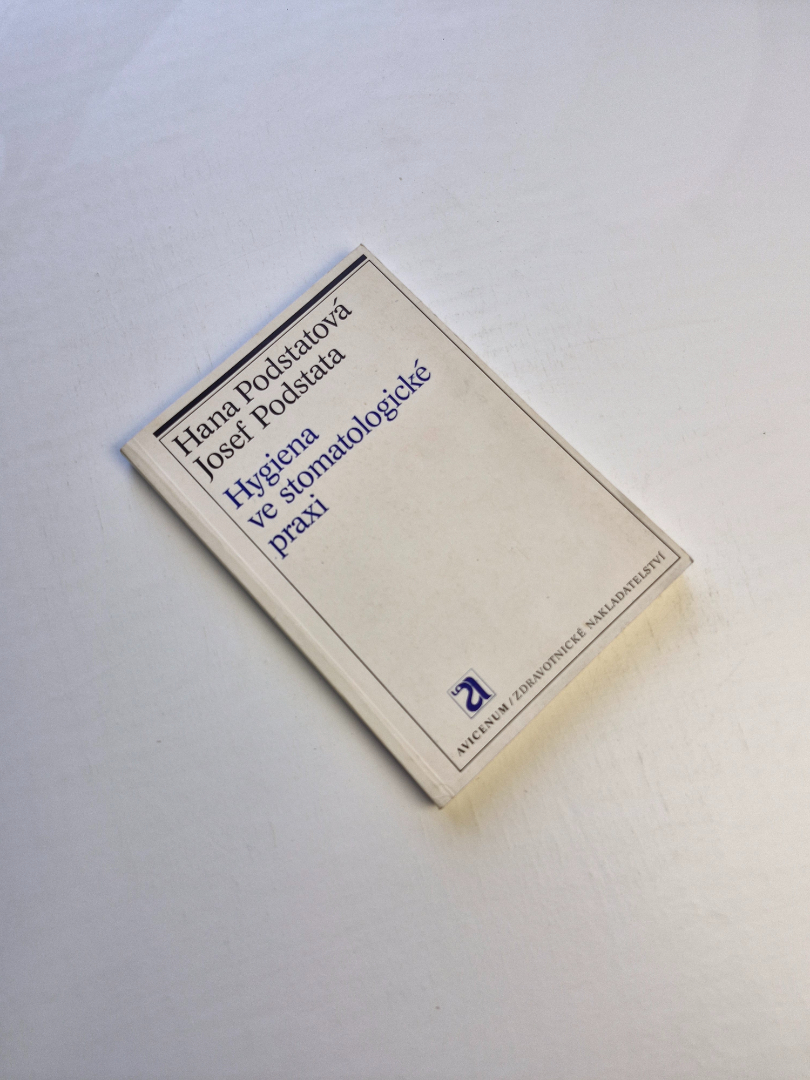 Hana Podstatová
Josef Podstata
Hygiena
ve stomatologické
praxi
AVICENUM / ZDRAVOTNICKÉ NAKLADATELSTVÍ